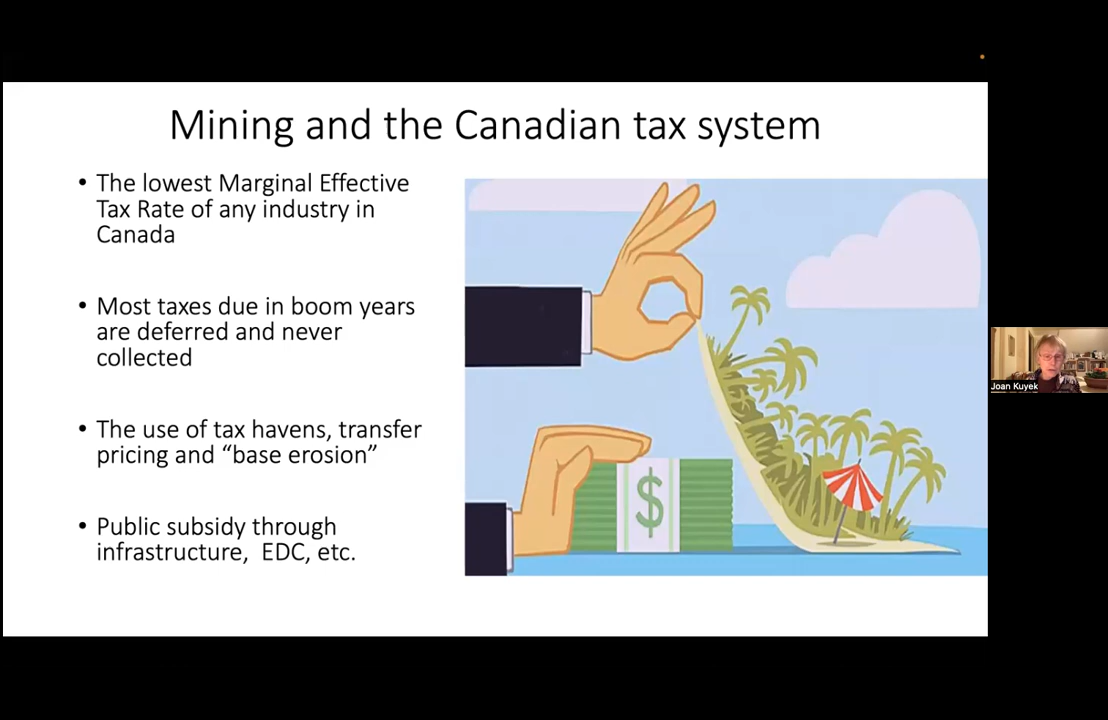 Mining and the Canadian tax system
• The lowest Marginal Effective
Tax Rate of any industry in
Canada
• Most taxes due in boom years
are deferred and never
collected
• The use of tax havens, transfer
pricing and “base erosion”
• Public subsidy through
infrastructure,  EDC, etc.
$
Joan Kuyek